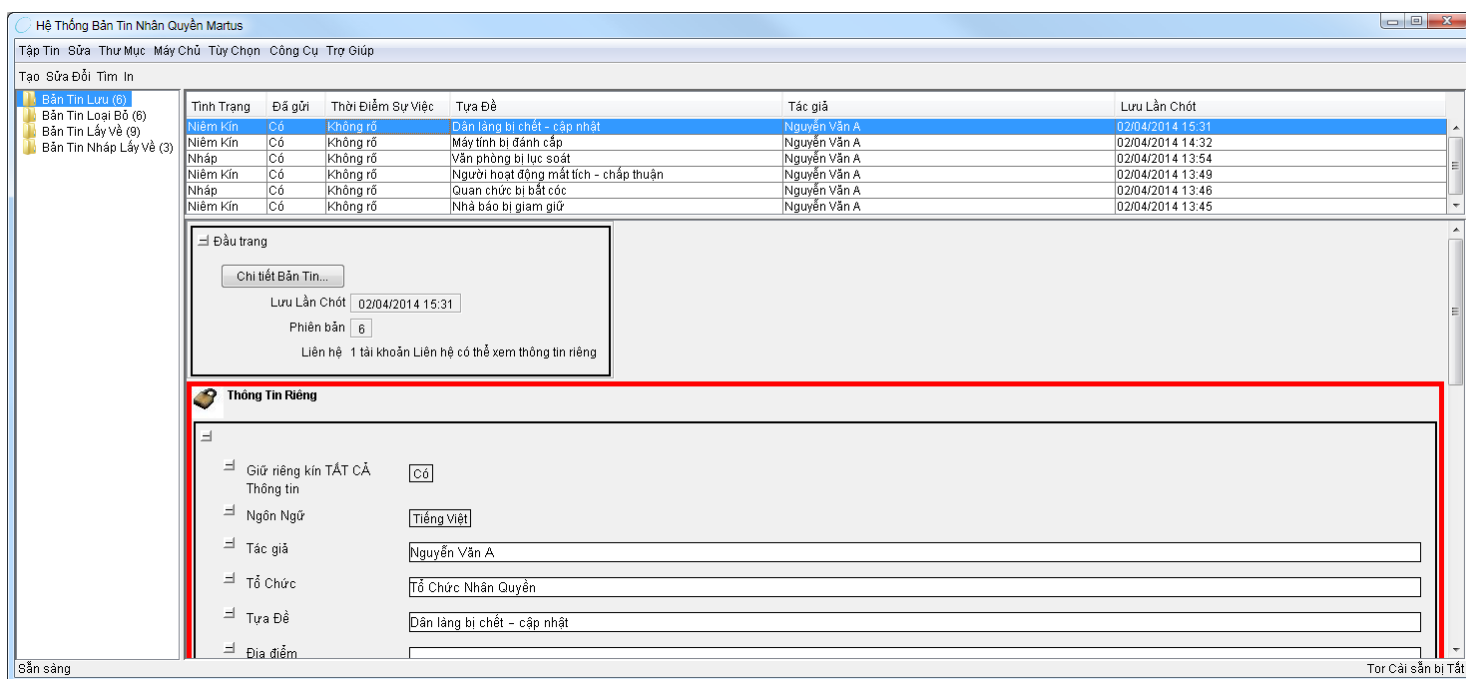 Hệ Thống Bản Tin Nhân Quyền Martus
Tập Tin Sửa Thư Mục Máy Chủ Tùy Chọn Công Cụ Trợ Giúp
Tạo Sửa Đổi Tìm In
Bản Tin Lưu (6)
Bản Tin Loại Bỏ (6)
Bản Tin Lấy Về (9)
Bản Tin Nháp Lấy Về (3)
Tình Trạng Đã gửi Thời Điểm Sự Việc Tựa Đề Tác giả Lưu Lần Chót
Niêm Kín Có Không rõ Dân làng bị chết - cập nhật Nguyễn Văn A 02/04/2014 15:31
Niêm Kín Có Không rõ Máy tính bị đánh cắp Nguyễn Văn A 02/04/2014 14:32
Nháp Có Không rõ Văn phòng bị lục soát Nguyễn Văn A 02/04/2014 13:54
Niêm Kín Có Không rõ Người hoạt động mất tích - chấp thuận Nguyễn Văn A 02/04/2014 13:49
Nháp Có Không rõ Quan chức bị bắt cóc Nguyễn Văn A 02/04/2014 13:46
Niêm Kín Có Không rõ Nhà báo bị giam giữ Nguyễn Văn A 02/04/2014 13:45
Đầu trang
Chi tiết Bản Tin...
Lưu Lần Chót 02/04/2014 15:31
Phiên bản 6
Liên hệ 1 tài khoản Liên hệ có thể xem thông tin riêng
Thông Tin Riêng
Giữ riêng kín TẤT CẢ Có
Thông tin
Ngôn Ngữ Tiếng Việt
Tác giả Nguyễn Văn A
Tổ Chức Tổ Chức Nhân Quyền
Tựa Đề Dân làng bị chết - cập nhật
Địa điểm
Sẵn sàng Tor Cài sẵn bị Tắt